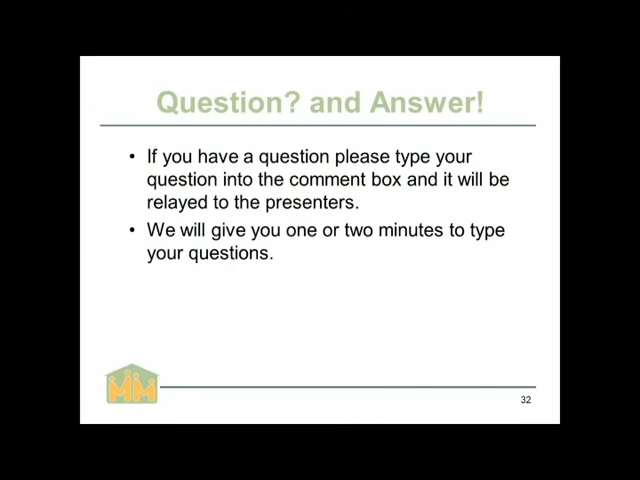 Question? and Answer!
• If you have a question please type your
question into the comment box and it will be
relayed to the presenters.
• We will give you one or two minutes to type
your questions.
MM
32